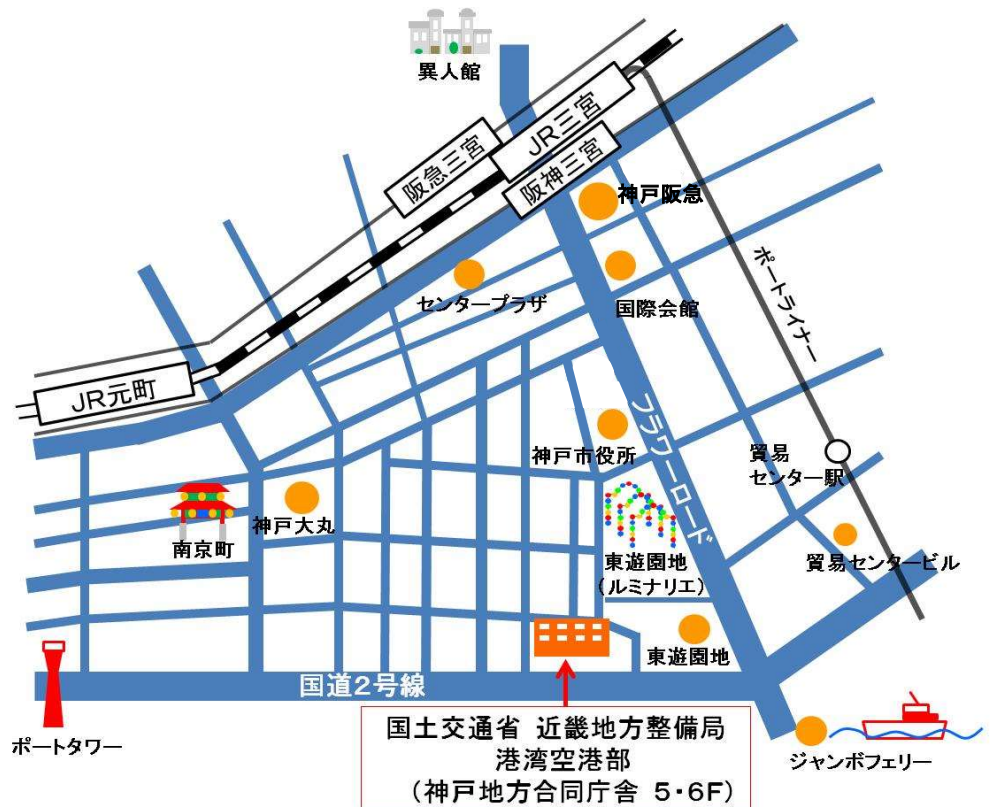 異人館
阪急三宮
JR三宮
阪神三宮
神戸阪急
センタープラザ
国際会館
ポートライナー
JR元町
フラワーロード
神戸市役所
貿易
センター駅
南京町
神戸大丸
東遊園地
(ルミナリエ)
貿易センタービル
東遊園地
国道2号線
ポートタワー
国土交通省 近畿地方整備局
港湾空港部
(神戸地方合同庁舎 5・6F)
ジャンボフェリー